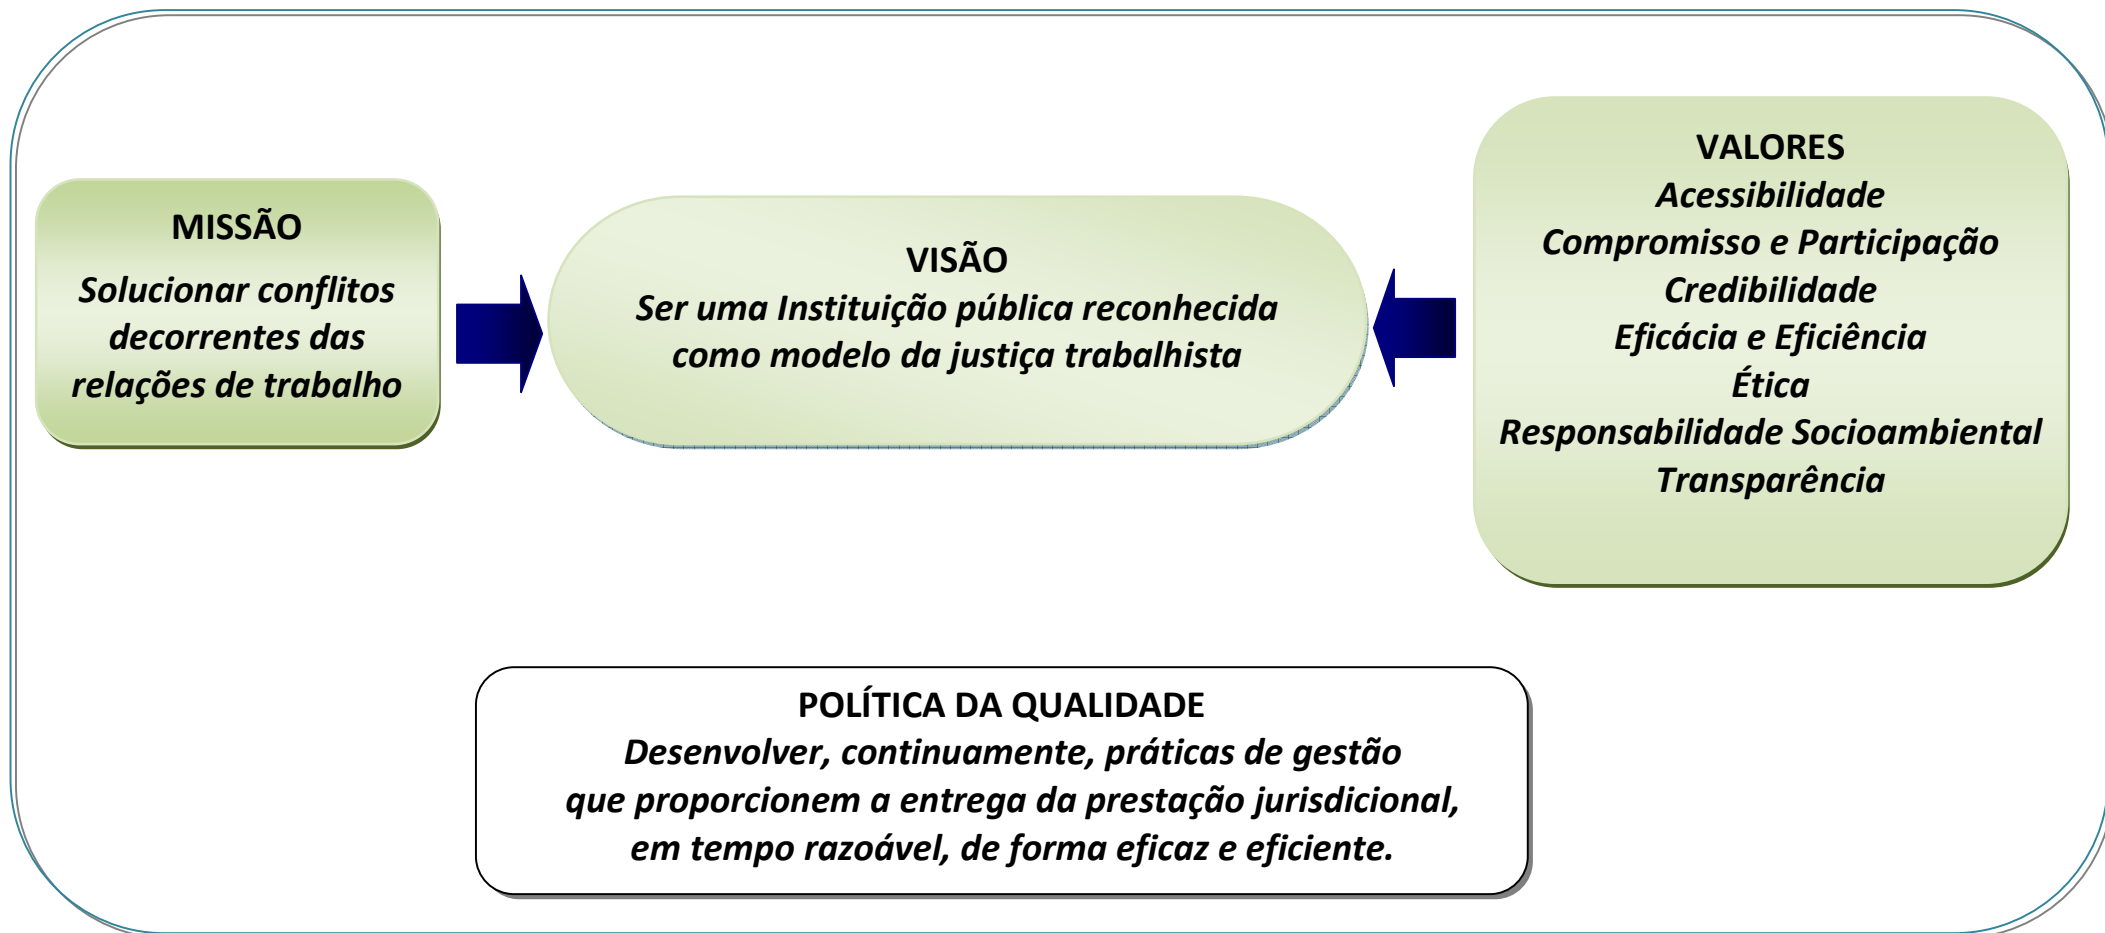 MISSÃO
Solucionar conflitos
decorrentes das
relações de trabalho
VISÃO
Ser uma Instituição pública reconhecida
como modelo da justiça trabalhista
VALORES
Acessibilidade
Compromisso e Participação
Credibilidade
Eficácia e Eficiência
Ética
Responsabilidade Socioambiental
Transparência
POLÍTICA DA QUALIDADE
Desenvolver, continuamente, práticas de gestão
que proporcionem a entrega da prestação jurisdicional,
em tempo razoável, de forma eficaz e eficiente.